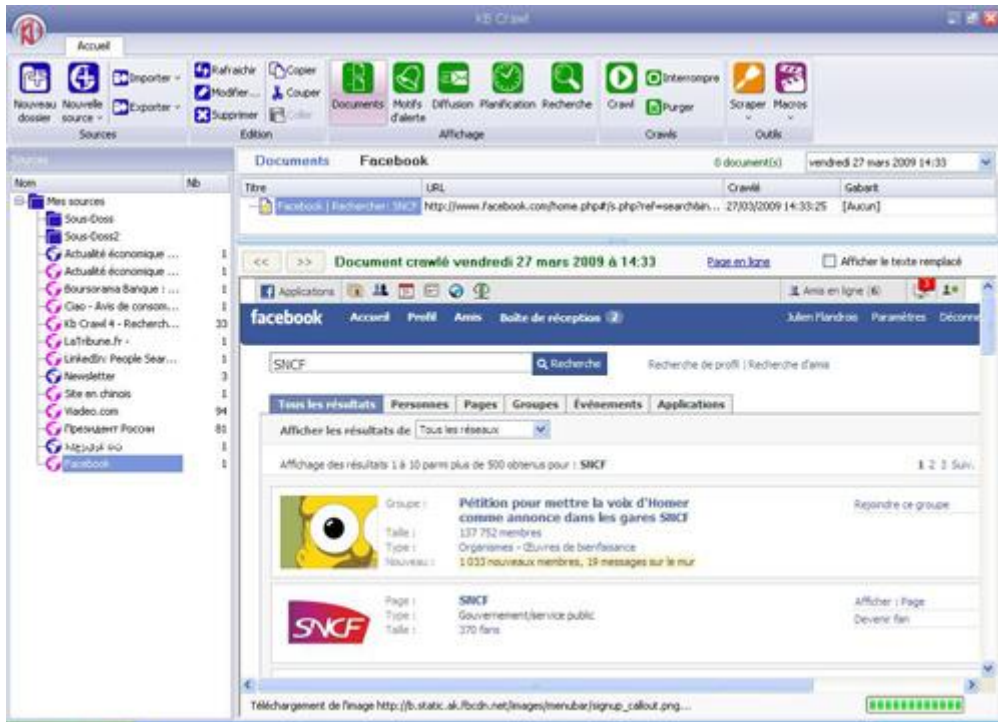 KB Crawl
Accueil
Nouveau dossier
Nouvelle source
Importer
Exporter
Sources
Rafraichir
Modifier...
Supprimer
Copier
Couper
Coller
Edition
Documents
Motifs d'alerte
Diffusion
Planification
Recherche
Affichage
Crawl
Interrompre
Purger
Crawls
Scraper
Macros
Outils
Sources
Nom Nb
Mes sources
Sous-Doss
Sous-Doss2
Actualité économique ... 1
Actualité économique ... 1
Boursorama Banque : ... 1
Ciao - Avis de consom... 1
Kb Crawl 4 - Recherch... 33
LaTribune.fr - 1
LinkedIn: People Sear... 1
Newsletter 3
Site en chinois 1
Viadeo.com 94
Президент России 81
1
Facebook 1
Documents Facebook 6 document(s) vendredi 27 mars 2009 14:33
Titre URL Crawlé Gabarit
Facebook | Rechercher : SNCF http://www.facebook.com/home.php#/s.php?ref=search&in... 27/03/2009 14:33:25 [Aucun]
<< >> Document crawlé vendredi 27 mars 2009 à 14:33 Page en ligne Afficher le texte remplacé
Applications Amis en ligne (6) 3
facebook Accueil Profil Amis Boîte de réception 2 Julien Flandrois Paramètres Déconne
SNCF Recherche Recherche de profil | Recherche d'amis
Tous les résultats Personnes Pages Groupes Événements Applications
Afficher les résultats de Tous les réseaux
Affichage des résultats 1 à 10 parmi plus de 500 obtenus pour : SNCF 1 2 3 Suiv.
Groupe : Pétition pour mettre la voix d'Homer comme annonce dans les gares SNCF Rejoindre ce groupe
Taille : 137 752 membres
Type : Organismes - Œuvres de bienfaisance
Nouveau : 1 033 nouveaux membres, 19 messages sur le mur
SNCF
Page : SNCF Afficher : Page
Type : Gouvernement/service public Devenir fan
Taille : 370 fans
Téléchargement de l'image http://b.static.ak.fbcdn.net/images/menubar/signup_callout.png...